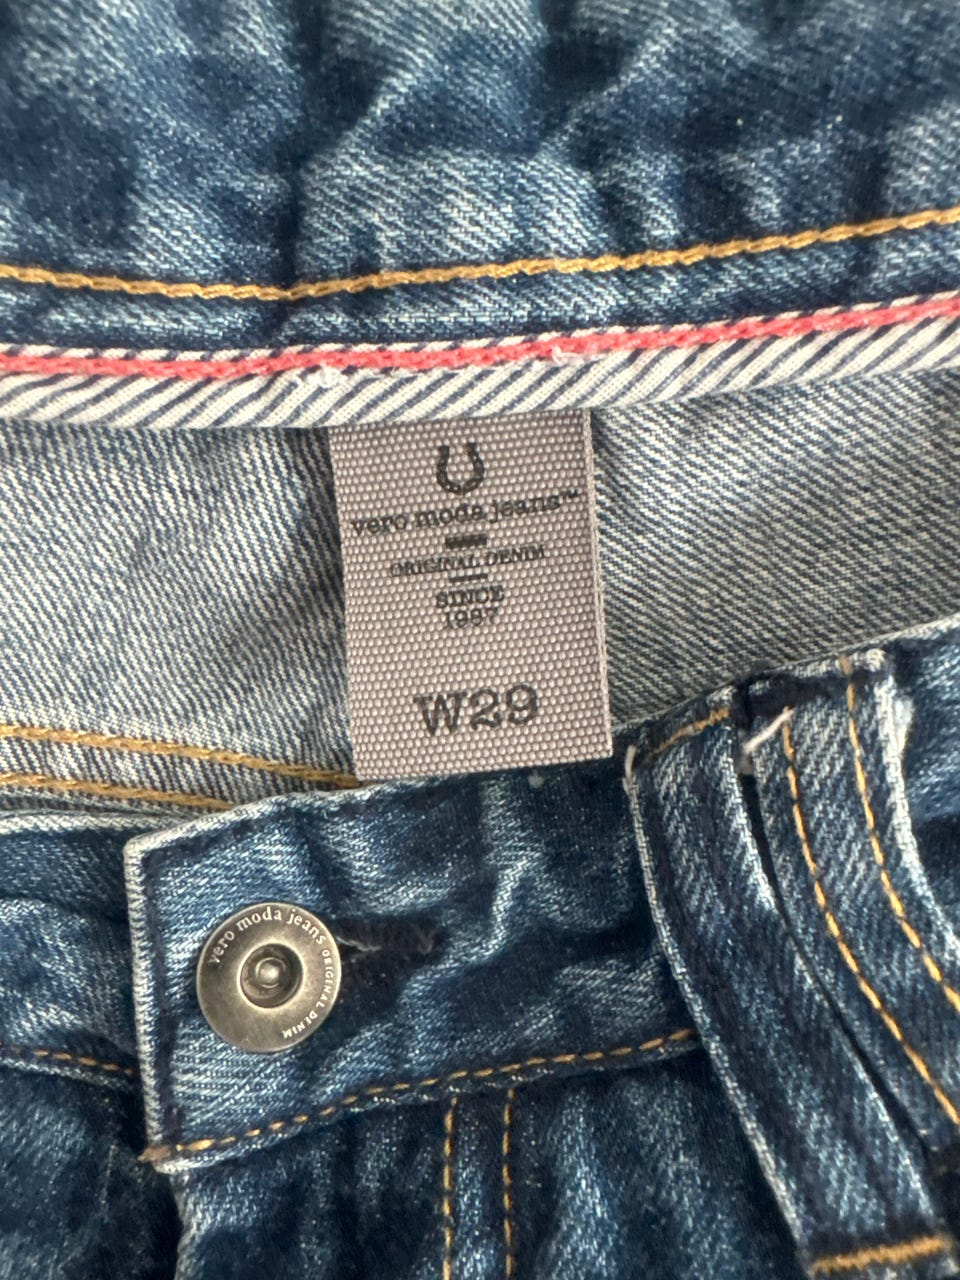 vero moda jeans™
ORIGINAL DENIM
SINCE
1987
W29
vero moda jeans ORIGINAL DENIM